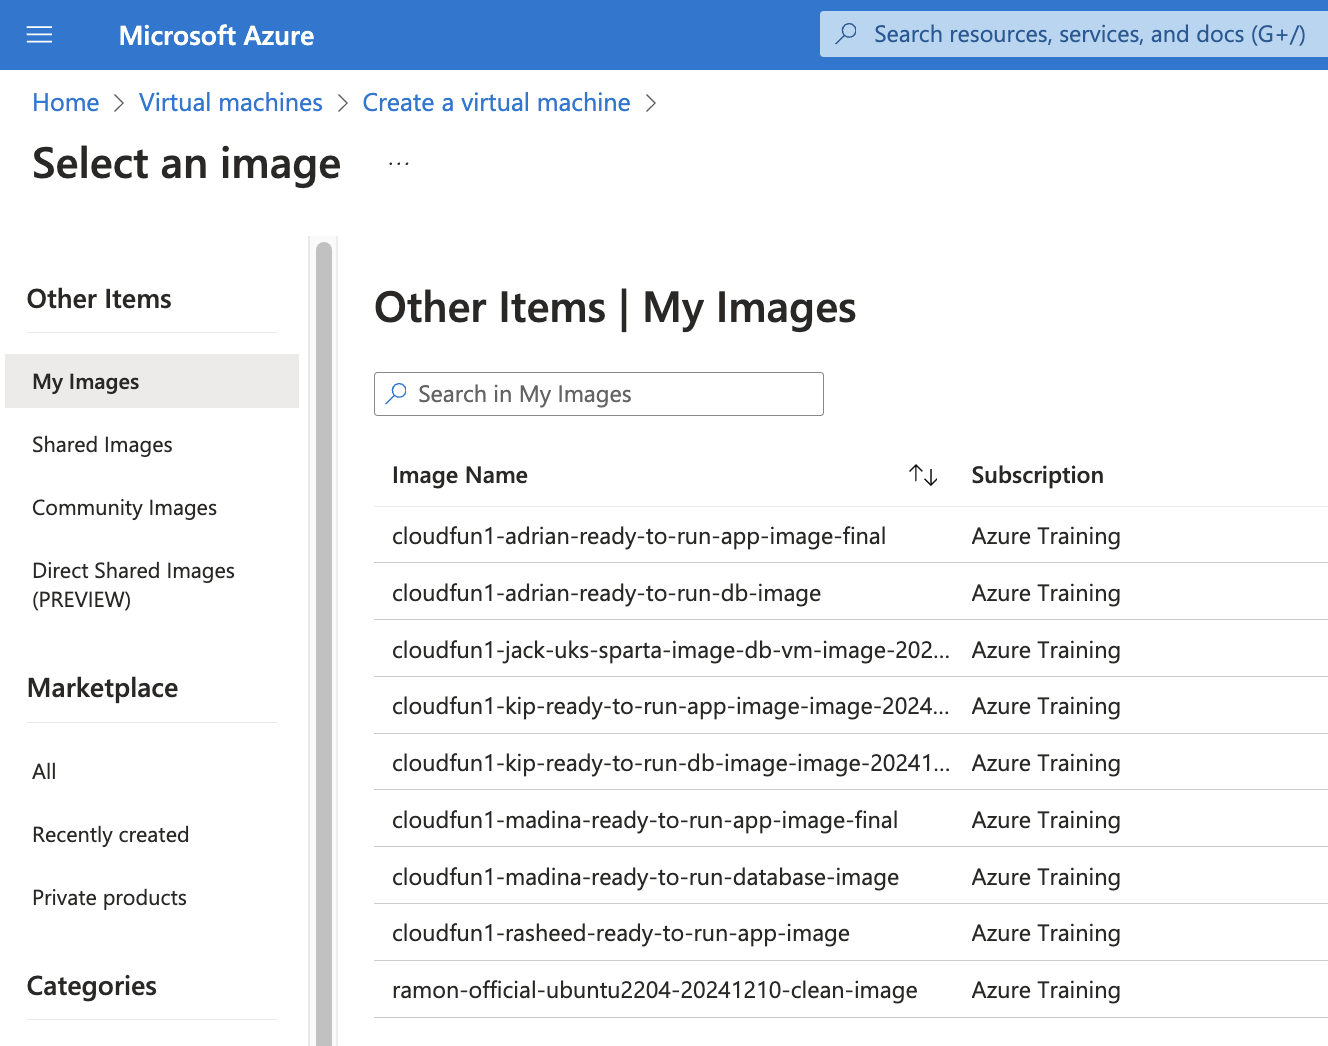 Microsoft Azure
Search resources, services, and docs (G+/)
Home > Virtual machines > Create a virtual machine >
Select an image ...
Other Items
My Images
Shared Images
Community Images
Direct Shared Images
(PREVIEW)
Marketplace
All
Recently created
Private products
Categories
Other Items | My Images
Search in My Images
Image Name Subscription
cloudfun1-adrian-ready-to-run-app-image-final Azure Training
cloudfun1-adrian-ready-to-run-db-image Azure Training
cloudfun1-jack-uks-sparta-image-db-vm-image-202... Azure Training
cloudfun1-kip-ready-to-run-app-image-image-2024... Azure Training
cloudfun1-kip-ready-to-run-db-image-image-20241... Azure Training
cloudfun1-madina-ready-to-run-app-image-final Azure Training
cloudfun1-madina-ready-to-run-database-image Azure Training
cloudfun1-rasheed-ready-to-run-app-image Azure Training
ramon-official-ubuntu2204-20241210-clean-image Azure Training